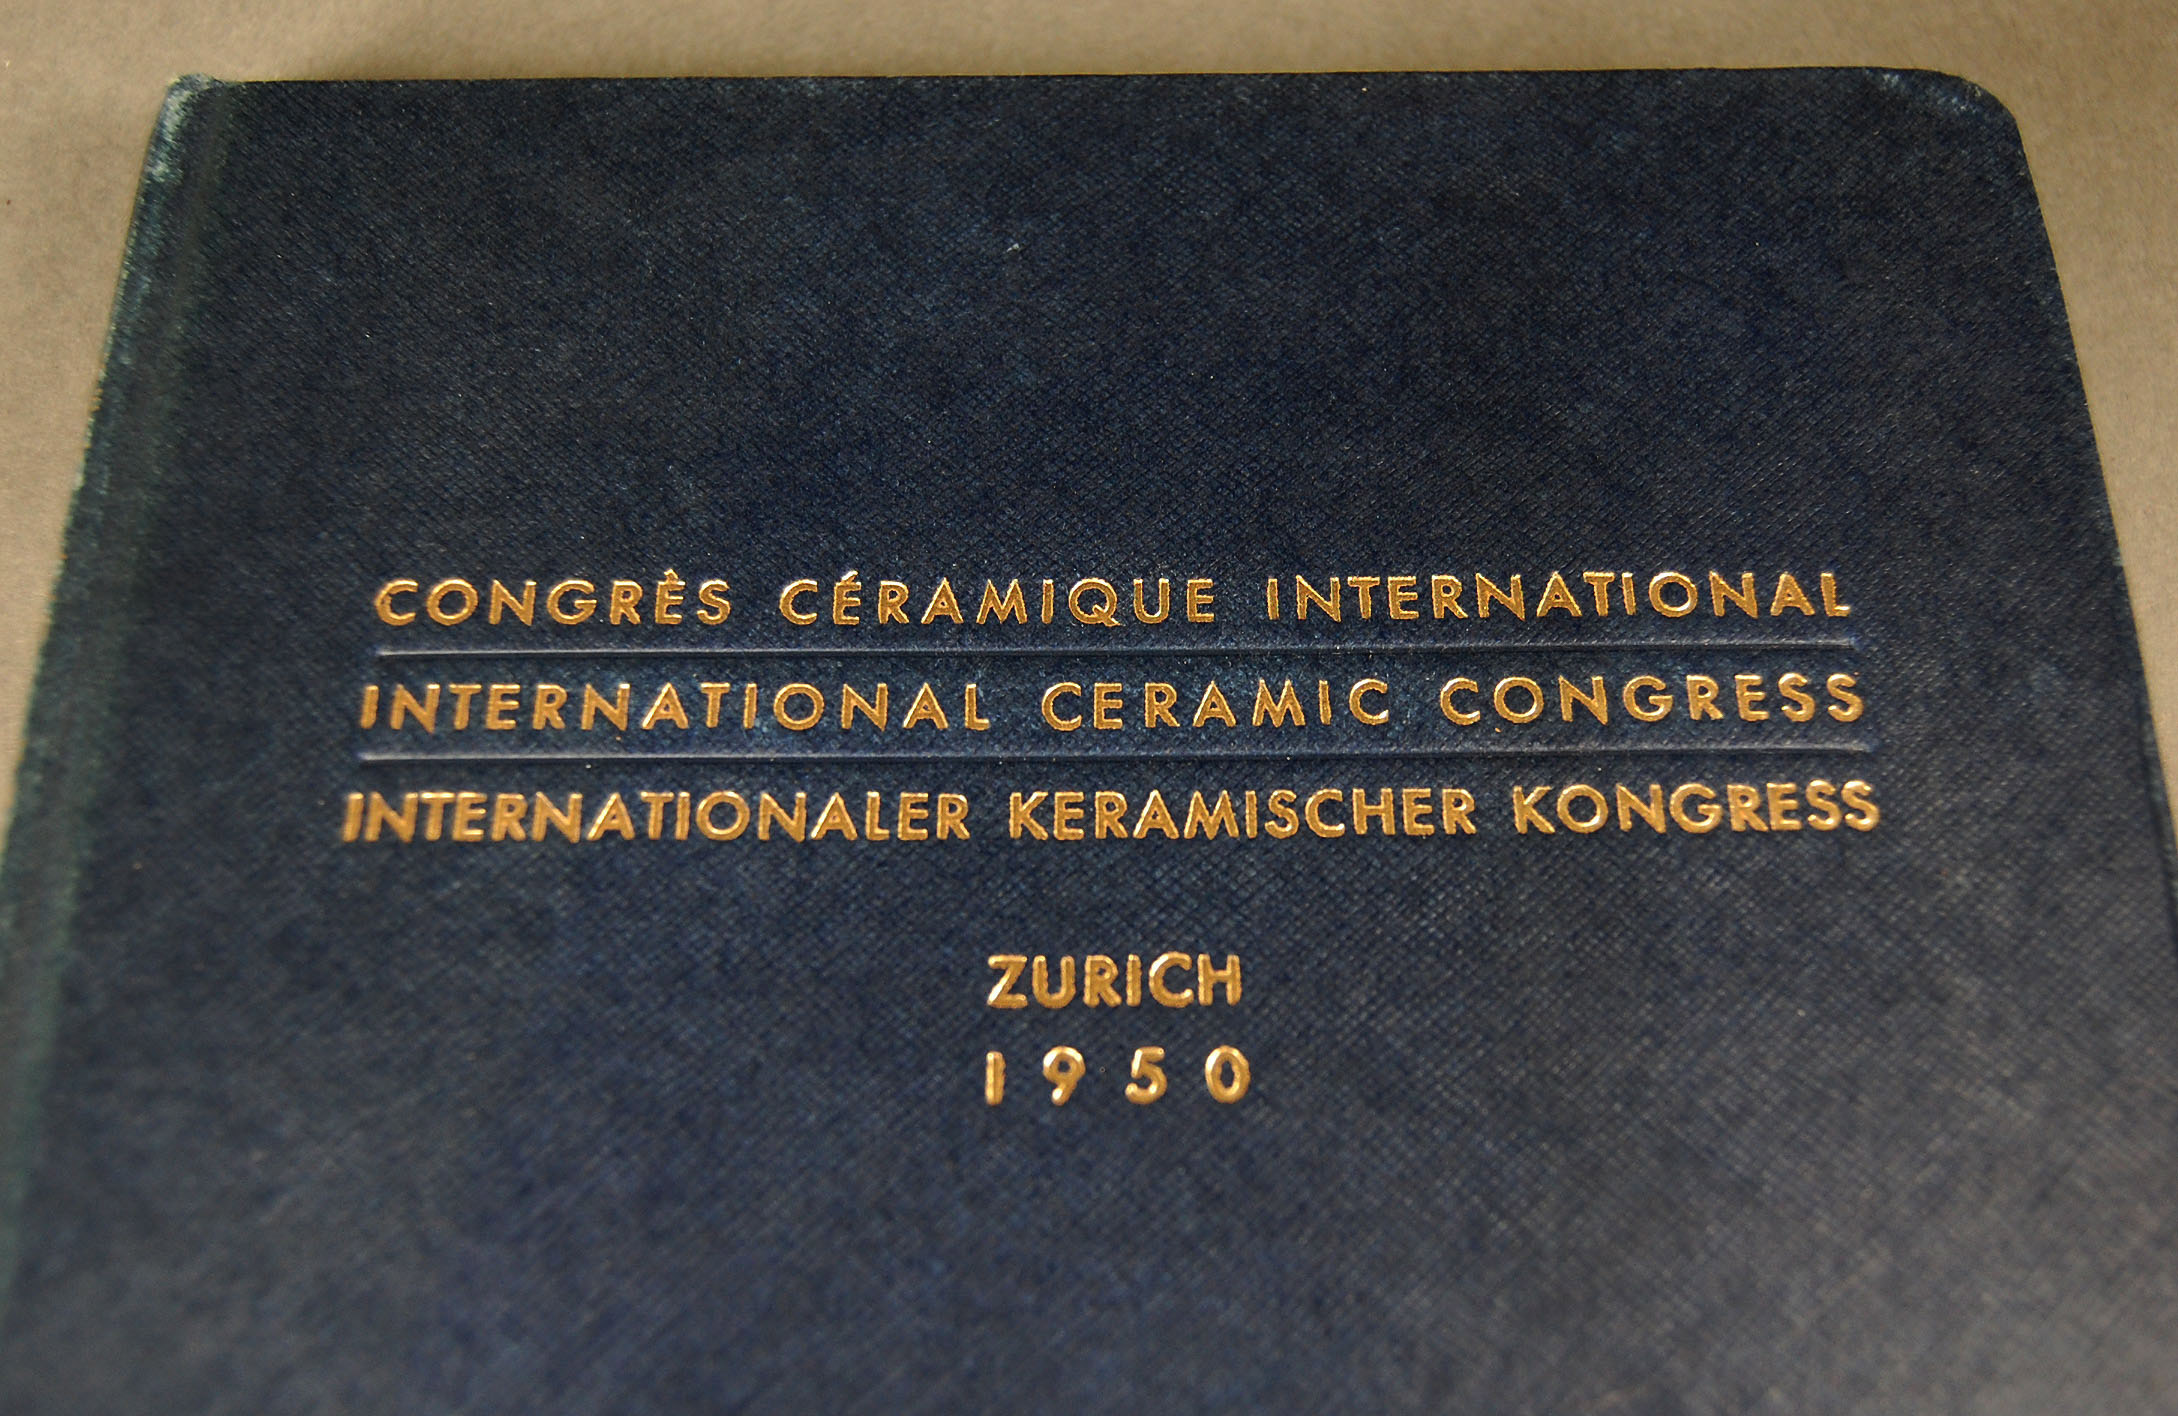 CONGRÈS CÉRAMIQUE INTERNATIONAL
INTERNATIONAL CERAMIC CONGRESS
INTERNATIONALER KERAMISCHER KONGRESS
ZURICH
1950